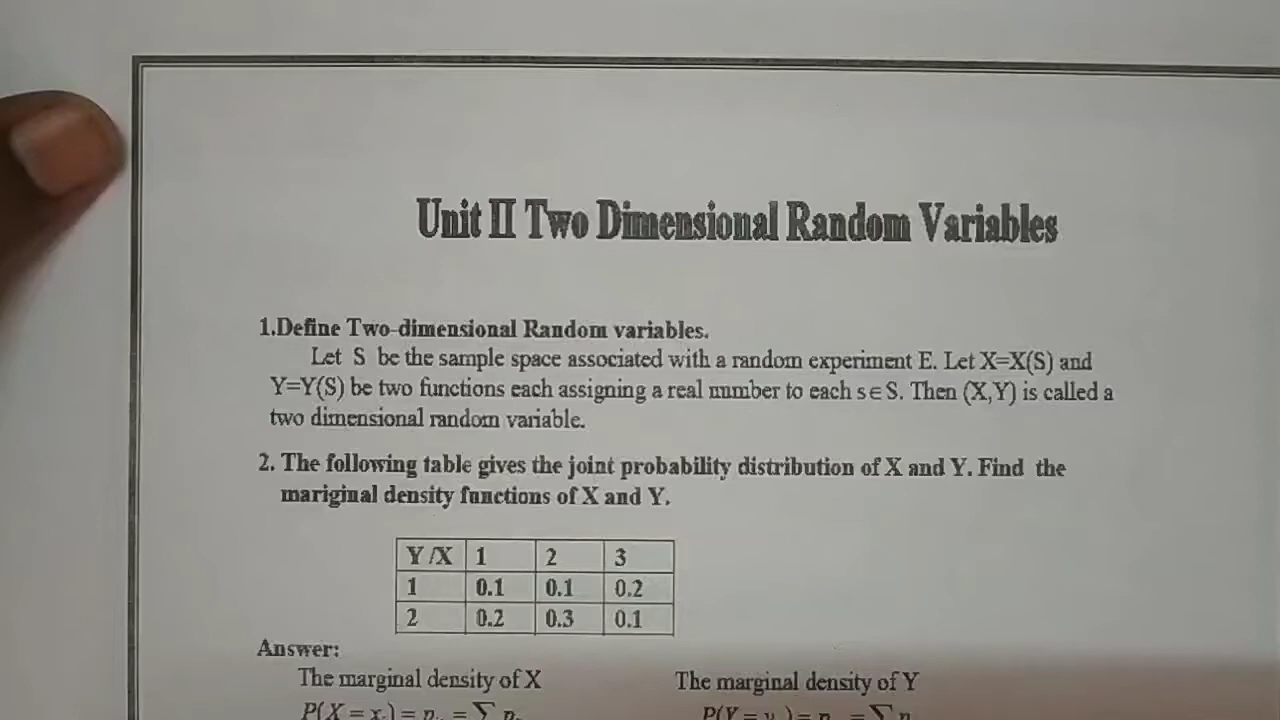 Unit II Two Dimensional Random Variables
1.Define Two-dimensional Random variables.
Let S be the sample space associated with a random experiment E. Let X=X(S) and
Y=Y(S) be two functions each assigning a real number to each s∈S. Then (X,Y) is called a
two dimensional random variable.
2. The following table gives the joint probability distribution of X and Y. Find the
mariginal density functions of X and Y.
Y /X 1 2 3
1 0.1 0.1 0.2
2 0.2 0.3 0.1
Answer:
The marginal density of X The marginal density of Y